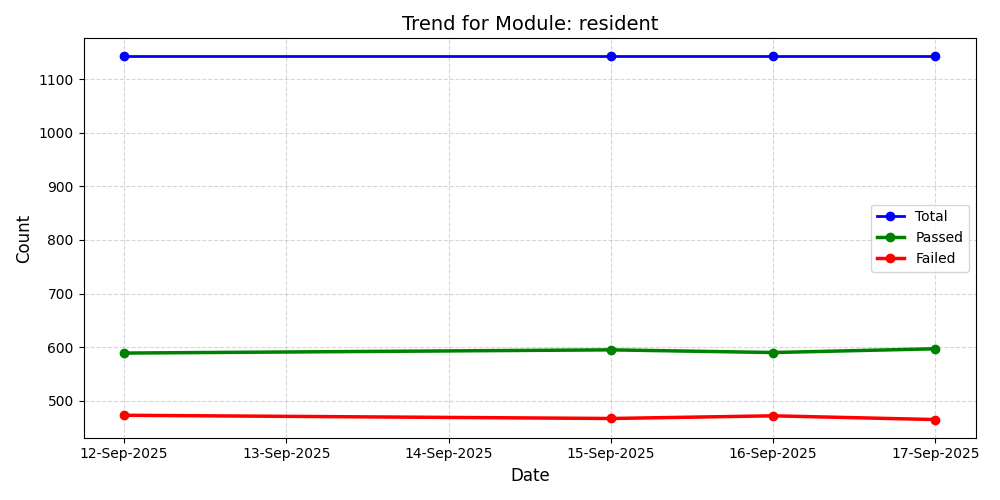 Trend for Module: resident
1100
1000
900
800
700
600
500
Count
Total
Passed
Failed
12-Sep-2025 13-Sep-2025 14-Sep-2025 15-Sep-2025 16-Sep-2025 17-Sep-2025
Date